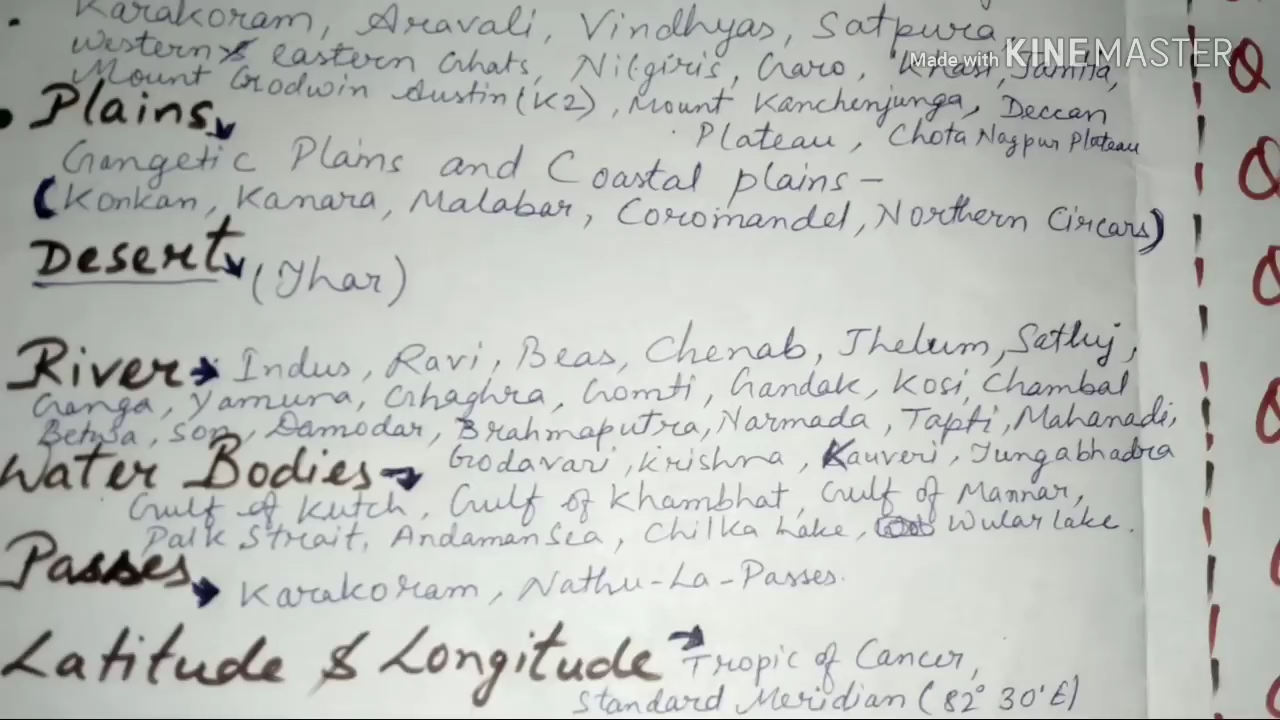 Karakoram, Aravali, Vindhyas, Satpura,
Western & eastern Ghats, Nilgiris, Garo, Khasi, Jaintia,
Made with KINEMASTER
Mount Godwin Austin (K2), Mount Kanchenjunga, Deccan
Plateau, Chota Nagpur Plateau
• Plains
Gangetic Plains and Coastal plains -
(Konkan, Kanara, Malabar, Coromandel, Northern Circars)
Desert (Thar)
River → Indus, Ravi, Beas, Chenab, Jhelum, Satluj,
Ganga, Yamuna, Ghaghra, Gomti, Gandak, Kosi, Chambal
Betwa, Son, Damodar, Brahmaputra, Narmada, Tapti, Mahanadi,
Godavari, Krishna, Kauveri, Tungabhadra
Water Bodies →
Gulf of Kutch, Gulf of Khambhat, Gulf of Mannar,
Palk Strait, Andaman Sea, Chilka Lake, Wular lake.
Passes → Karakoram, Nathu-La-Passes.
Latitude & Longitude → Tropic of Cancer,
Standard Meridian (82° 30'E)